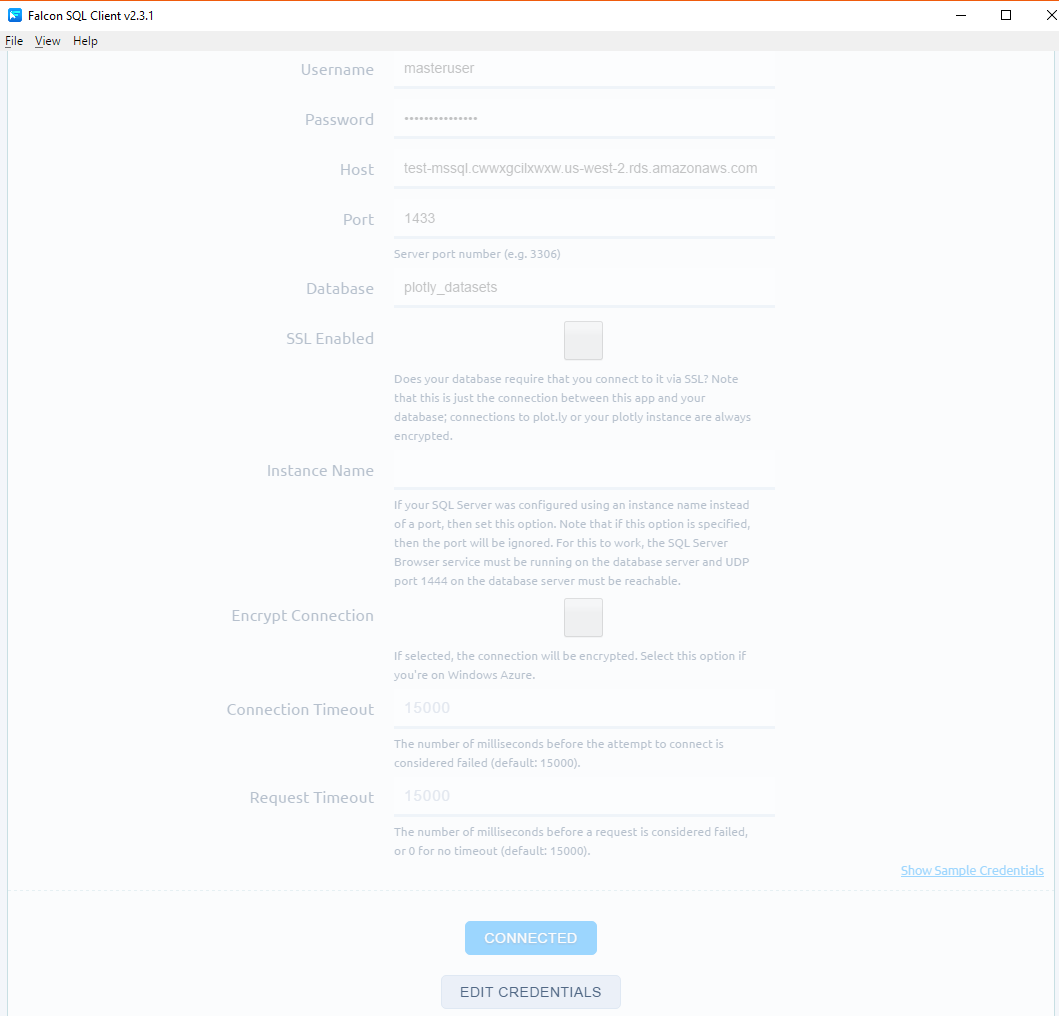 Falcon SQL Client v2.3.1
File View Help
Username masteruser
Password •••••••••••••••
Host test-mssql.cwwxgcilxwxw.us-west-2.rds.amazonaws.com
Port 1433
Server port number (e.g. 3306)
Database plotly_datasets
SSL Enabled
Does your database require that you connect to it via SSL? Note
that this is just the connection between this app and your
database; connections to plot.ly or your plotly instance are always
encrypted.
Instance Name
If your SQL Server was configured using an instance name instead
of a port, then set this option. Note that if this option is specified,
then the port will be ignored. For this to work, the SQL Server
Browser service must be running on the database server and UDP
port 1444 on the database server must be reachable.
Encrypt Connection
If selected, the connection will be encrypted. Select this option if
you're on Windows Azure.
Connection Timeout 15000
The number of milliseconds before the attempt to connect is
considered failed (default: 15000).
Request Timeout 15000
The number of milliseconds before a request is considered failed,
or 0 for no timeout (default: 15000).
Show Sample Credentials
CONNECTED
EDIT CREDENTIALS